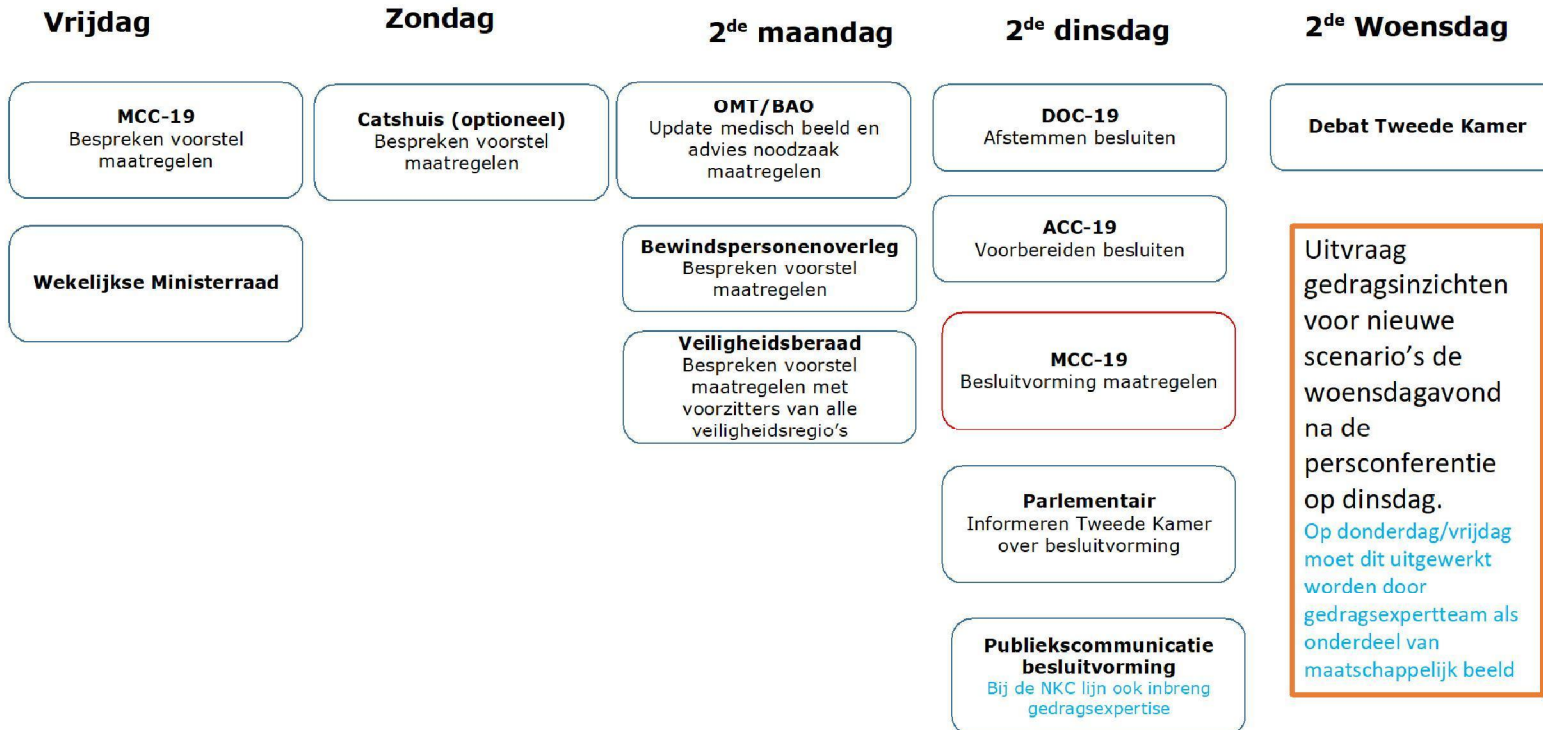 Vrijdag
MCC-19
Bespreken voorstel
maatregelen
Wekelijkse Ministerraad
Zondag
Catshuis (optioneel)
Bespreken voorstel
maatregelen
2de maandag
OMT/BAO
Update medisch beeld en
advies noodzaak
maatregelen
Bewindspersonenoverleg
Bespreken voorstel
maatregelen
Veiligheidsberaad
Bespreken voorstel
maatregelen met
voorzitters van alle
veiligheidsregio's
2de dinsdag
DOC-19
Afstemmen besluiten
ACC-19
Voorbereiden besluiten
MCC-19
Besluitvorming maatregelen
Parlementair
Informeren Tweede Kamer
over besluitvorming
Publiekscommunicatie
besluitvorming
Bij de NKC lijn ook inbreng
gedragsexpertise
2de Woensdag
Debat Tweede Kamer
Uitvraag
gedragsinzichten
voor nieuwe
scenario's de
woensdagavond
na de
persconferentie
op dinsdag.
Op donderdag/vrijdag
moet dit uitgewerkt
worden door
gedragsexpertteam als
onderdeel van
maatschappelijk beeld